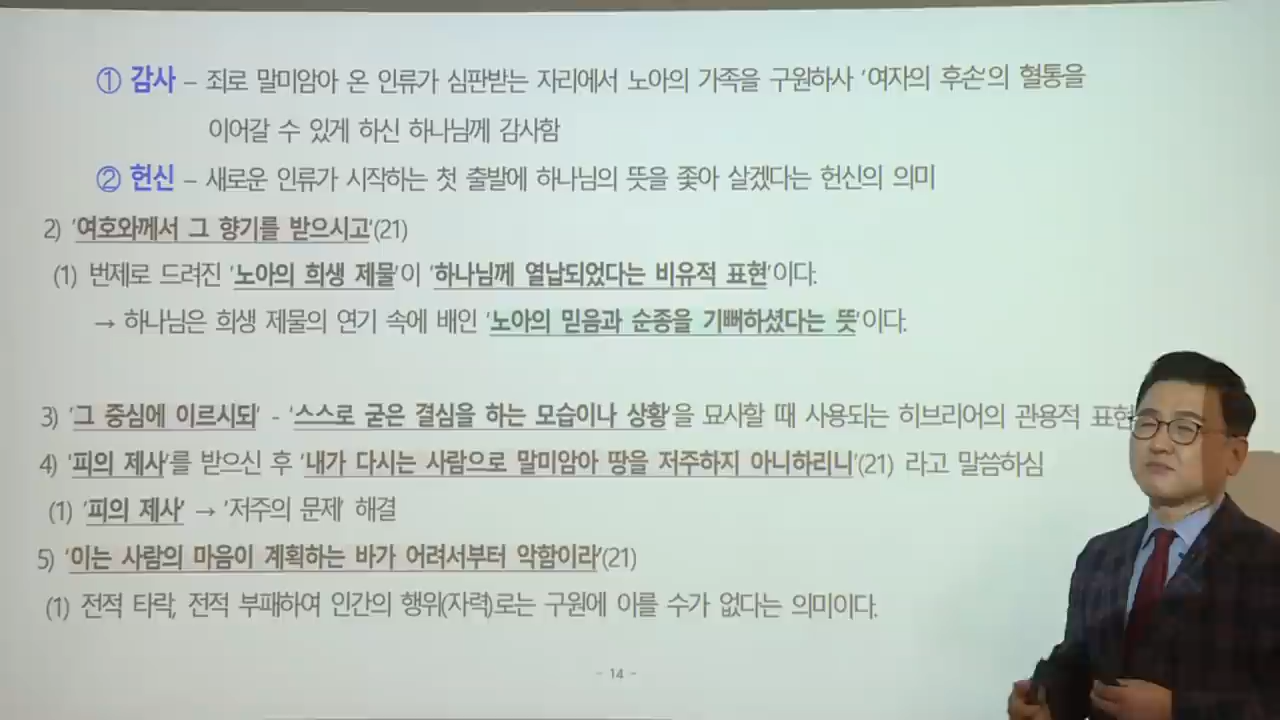 ① 감사 – 죄로 말미암아 온 인류가 심판받는 자리에서 노아의 가족을 구원하사 '여자의 후손'의 혈통을
이어갈 수 있게 하신 하나님께 감사함
② 헌신 – 새로운 인류가 시작하는 첫 출발에 하나님의 뜻을 좇아 살겠다는 헌신의 의미
2) '여호와께서 그 향기를 받으시고'(21)
(1) 번제로 드려진 '노아의 희생 제물'이 '하나님께 열납되었다는 비유적 표현'이다.
→ 하나님은 희생 제물의 연기 속에 배인 '노아의 믿음과 순종을 기뻐하셨다는 뜻'이다.
3) '그 중심에 이르시되' - '스스로 굳은 결심을 하는 모습이나 상황'을 묘사할 때 사용되는 히브리어의 관용적 표현
4) '피의 제사'를 받으신 후 '내가 다시는 사람으로 말미암아 땅을 저주하지 아니하리니'(21) 라고 말씀하심
(1) '피의 제사' → '저주의 문제' 해결
5) '이는 사람의 마음이 계획하는 바가 어려서부터 악함이라'(21)
(1) 전적 타락, 전적 부패하여 인간의 행위(자력)로는 구원에 이를 수가 없다는 의미이다.
- 14 -